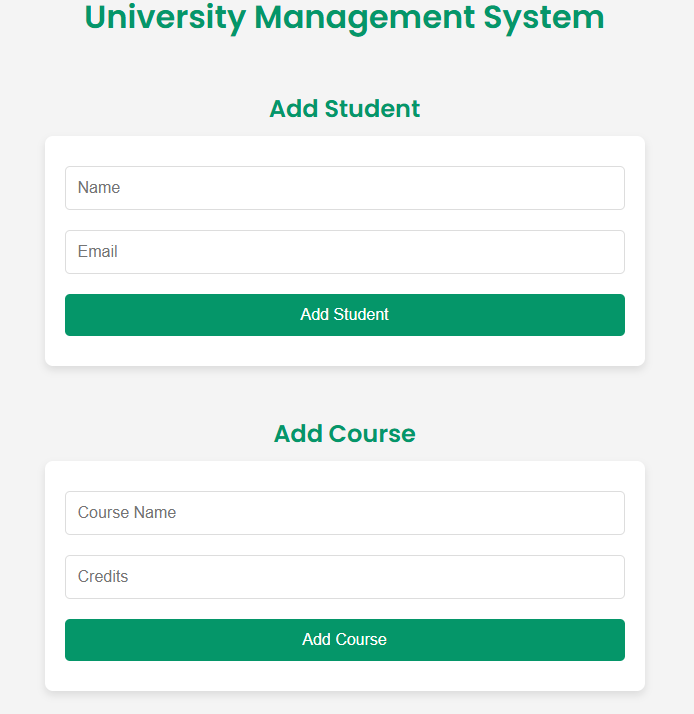 University Management System
Add Student
Name
Email
Add Student
Add Course
Course Name
Credits
Add Course